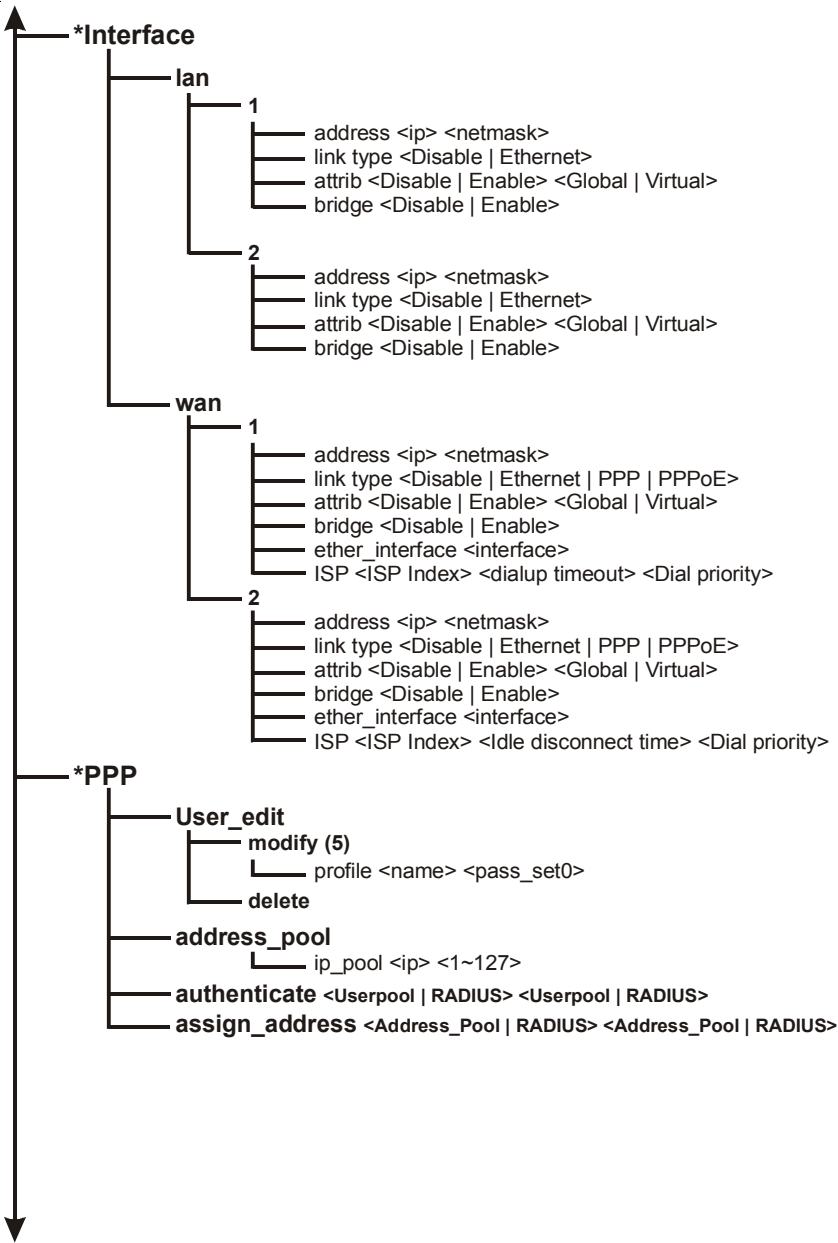 *Interface
lan
1
address <ip> <netmask>
link type <Disable | Ethernet>
attrib <Disable | Enable> <Global | Virtual>
bridge <Disable | Enable>
2
address <ip> <netmask>
link type <Disable | Ethernet>
attrib <Disable | Enable> <Global | Virtual>
bridge <Disable | Enable>
wan
1
address <ip> <netmask>
link type <Disable | Ethernet | PPP | PPPoE>
attrib <Disable | Enable> <Global | Virtual>
bridge <Disable | Enable>
ether_interface <interface>
ISP <ISP Index> <dialup timeout> <Dial priority>
2
address <ip> <netmask>
link type <Disable | Ethernet | PPP | PPPoE>
attrib <Disable | Enable> <Global | Virtual>
bridge <Disable | Enable>
ether_interface <interface>
ISP <ISP Index> <Idle disconnect time> <Dial priority>
*PPP
User_edit
modify (5)
profile <name> <pass_set0>
delete
address_pool
ip_pool <ip> <1~127>
authenticate <Userpool | RADIUS> <Userpool | RADIUS>
assign_address <Address_Pool | RADIUS> <Address_Pool | RADIUS>